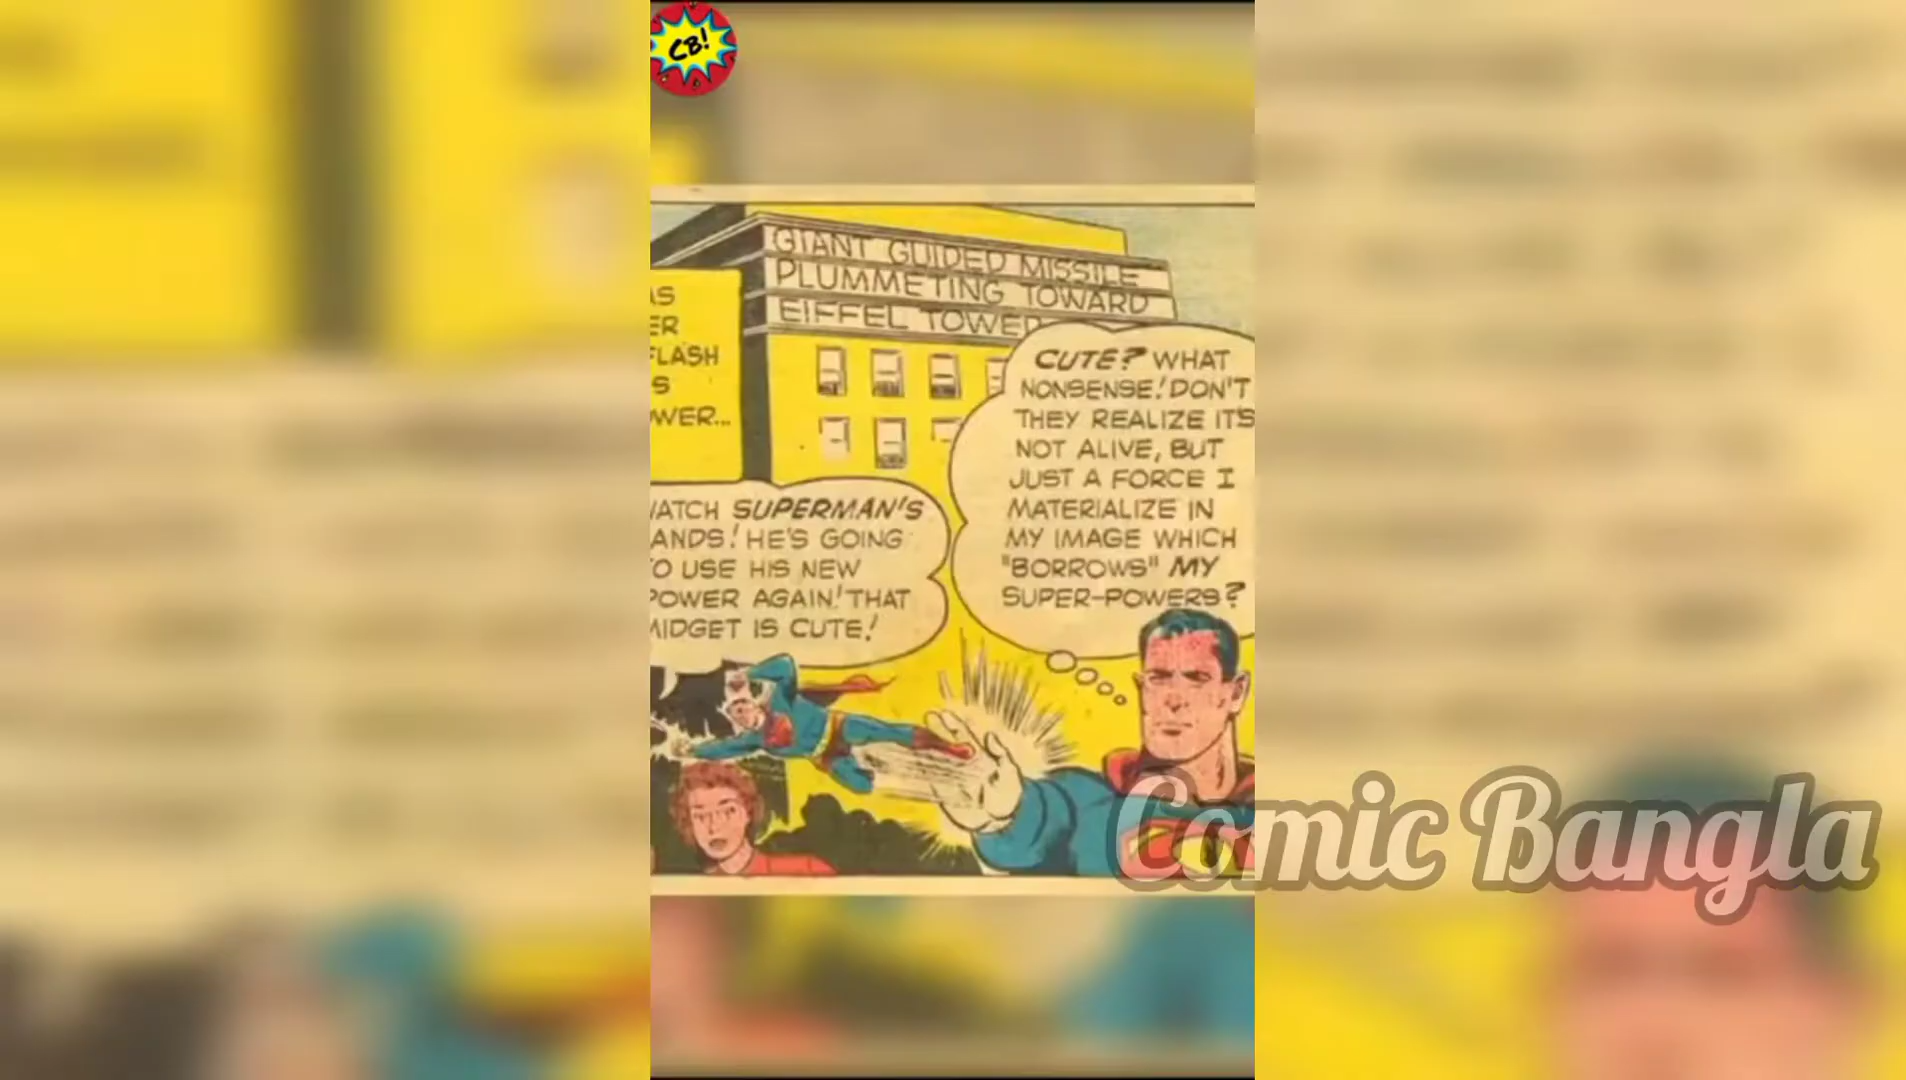 CB!
GIANT GUIDED MISSILE
PLUMMETING TOWARD
EIFFEL TOWER
FLASH
CUTE? WHAT
NONSENSE! DON'T
THEY REALIZE IT'S
NOT ALIVE, BUT
JUST A FORCE I
MATERIALIZE IN
MY IMAGE WHICH
"BORROWS" MY
SUPER-POWERS?
SUPERMAN'S
HE'S GOING
USE HIS NEW
POWER AGAIN! THAT
IS CUTE!
Comic Bangla